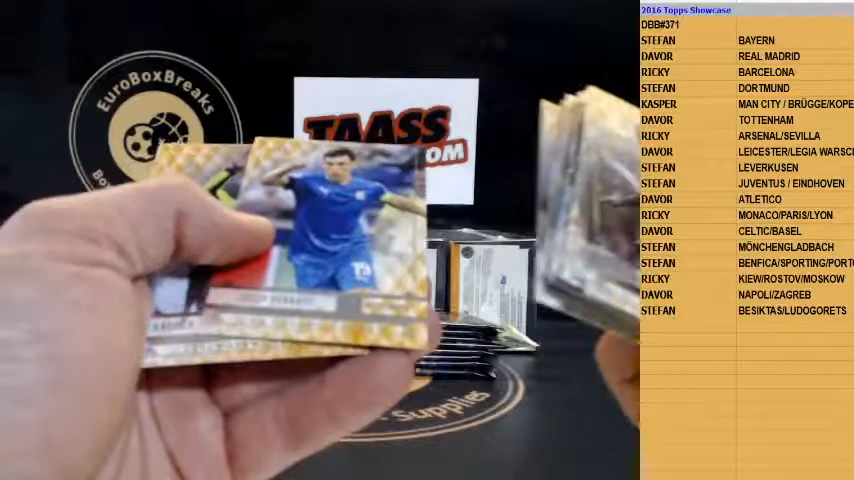 EuroBoxBreaks
TAASS
OM
Supplies
19
2016 Topps Showcase
DBB#371
STEFAN BAYERN
DAVOR REAL MADRID
RICKY BARCELONA
STEFAN DORTMUND
KASPER MAN CITY / BRÜGGE/KOPE
DAVOR TOTTENHAM
RICKY ARSENAL/SEVILLA
DAVOR LEICESTER/LEGIA WARSC
STEFAN LEVERKUSEN
STEFAN JUVENTUS / EINDHOVEN
DAVOR ATLETICO
RICKY MONACO/PARIS/LYON
DAVOR CELTIC/BASEL
STEFAN MÖNCHENGLADBACH
STEFAN BENFICA/SPORTING/PORT
RICKY KIEW/ROSTOV/MOSKOW
DAVOR NAPOLI/ZAGREB
STEFAN BESIKTAS/LUDOGORETS